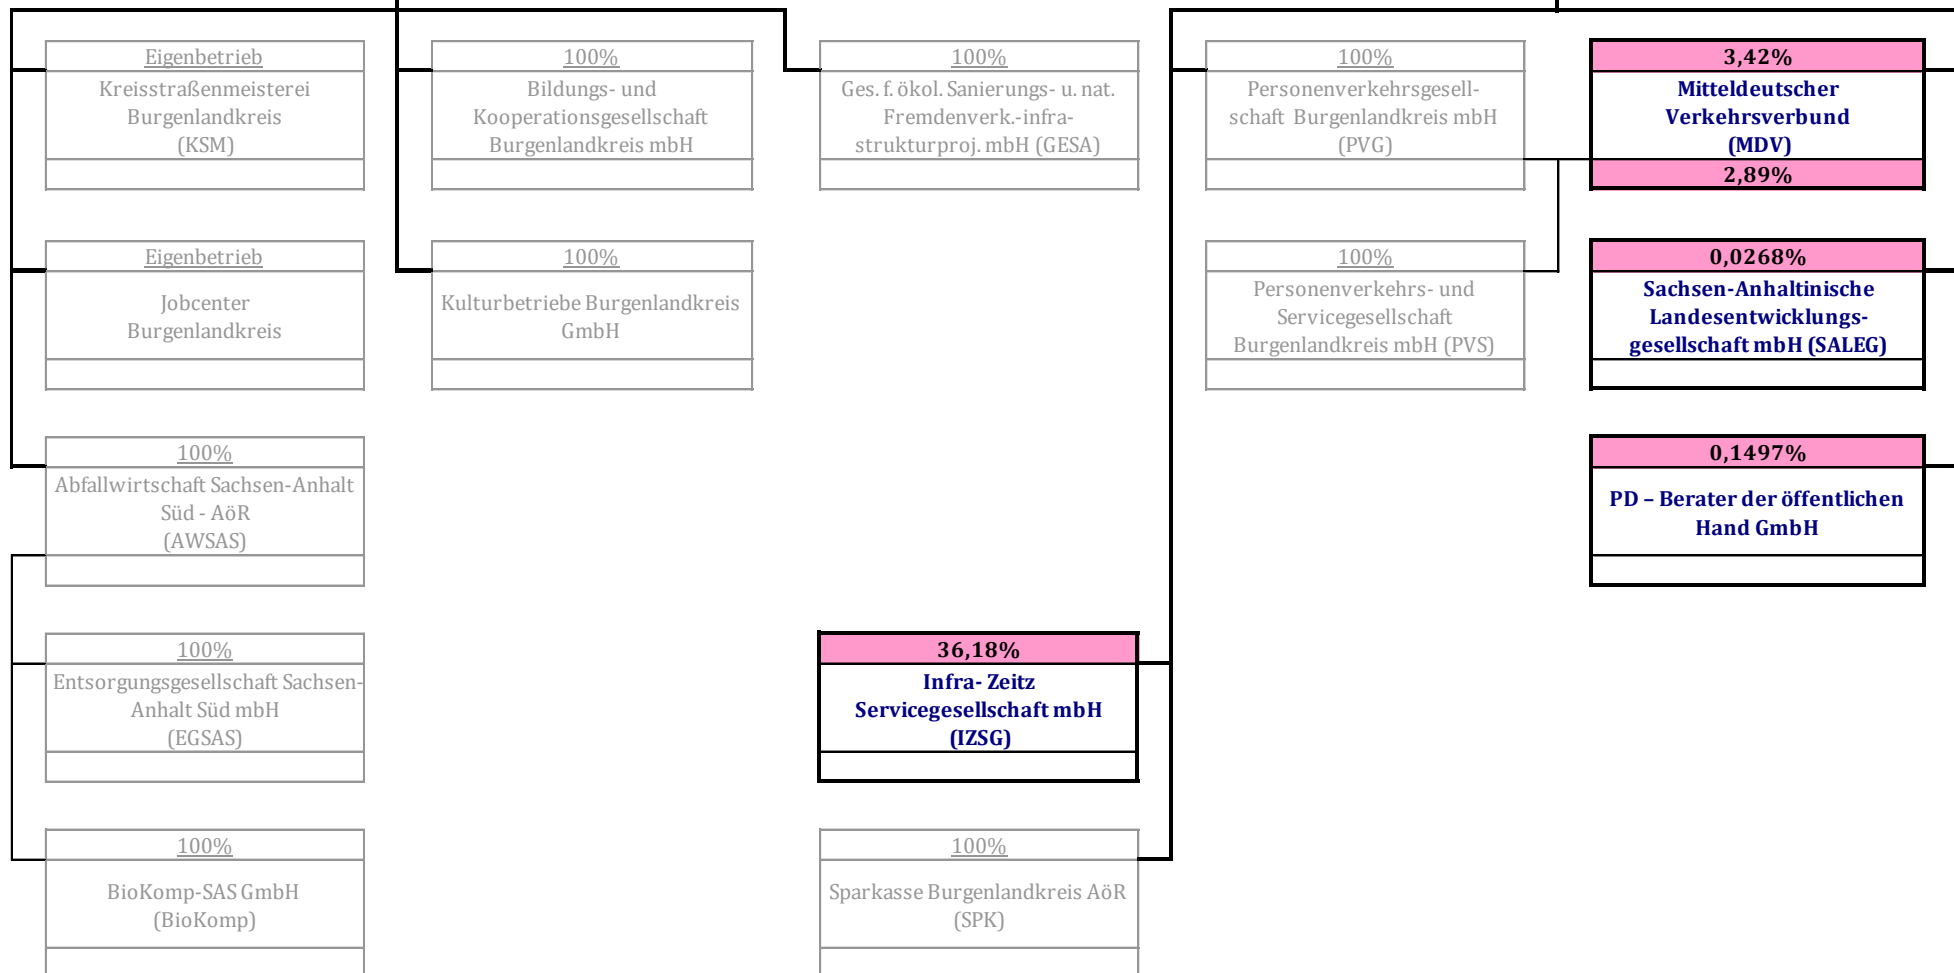 Eigenbetrieb
Kreisstraßenmeisterei
Burgenlandkreis
(KSM)
100%
Bildungs- und
Kooperationsgesellschaft
Burgenlandkreis mbH
100%
Ges. f. ökol. Sanierungs- u. nat.
Fremdenverk.-infra-
strukturproj. mbH (GESA)
100%
Personenverkehrsgesell-
schaft Burgenlandkreis mbH
(PVG)
3,42%
Mitteldeutscher
Verkehrsverbund
(MDV)
2,89%
Eigenbetrieb
Jobcenter
Burgenlandkreis
100%
Kulturbetriebe Burgenlandkreis
GmbH
100%
Personenverkehrs- und
Servicegesellschaft
Burgenlandkreis mbH (PVS)
0,0268%
Sachsen-Anhaltinische
Landesentwicklungs-
gesellschaft mbH (SALEG)
100%
Abfallwirtschaft Sachsen-Anhalt
Süd - AöR
(AWSAS)
0,1497%
PD – Berater der öffentlichen
Hand GmbH
100%
Entsorgungsgesellschaft Sachsen-
Anhalt Süd mbH
(EGSAS)
36,18%
Infra- Zeitz
Servicegesellschaft mbH
(IZSG)
100%
BioKomp-SAS GmbH
(BioKomp)
100%
Sparkasse Burgenlandkreis AöR
(SPK)